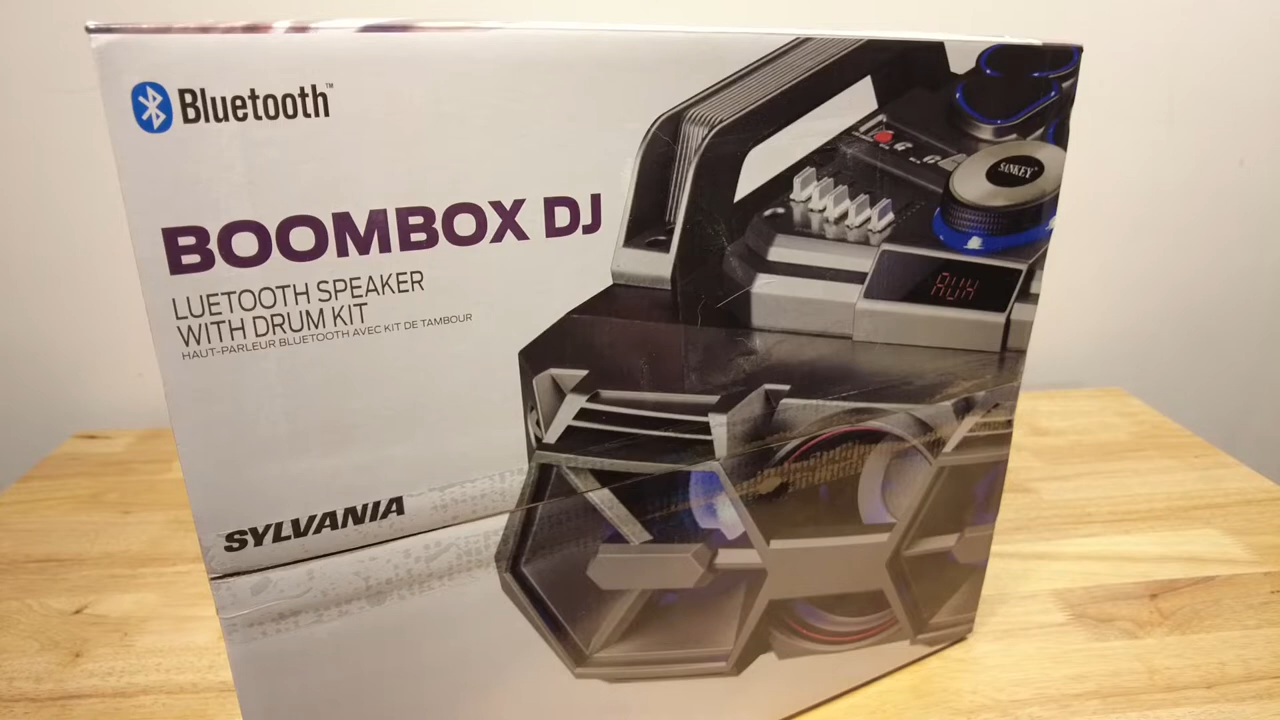 Bluetooth™
BOOMBOX DJ
LUETOOTH SPEAKER
WITH DRUM KIT
HAUT-PARLEUR BLUETOOTH AVEC KIT DE TAMBOUR
SANKEY
AUX
SYLVANIA